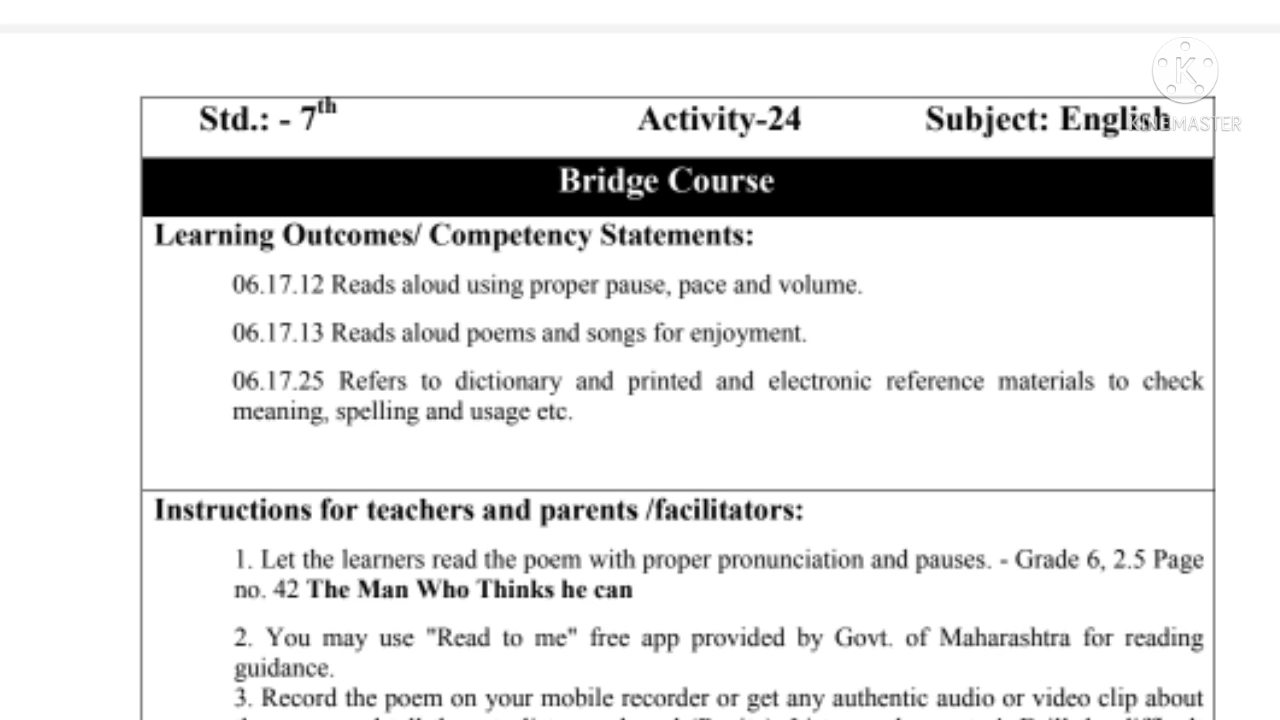 Std.: - 7th Activity-24 Subject: English
KINEMASTER
Bridge Course
Learning Outcomes/ Competency Statements:
06.17.12 Reads aloud using proper pause, pace and volume.
06.17.13 Reads aloud poems and songs for enjoyment.
06.17.25 Refers to dictionary and printed and electronic reference materials to check
meaning, spelling and usage etc.
Instructions for teachers and parents /facilitators:
1. Let the learners read the poem with proper pronunciation and pauses. - Grade 6, 2.5 Page
no. 42 The Man Who Thinks he can
2. You may use "Read to me" free app provided by Govt. of Maharashtra for reading
guidance.
3. Record the poem on your mobile recorder or get any authentic audio or video clip about